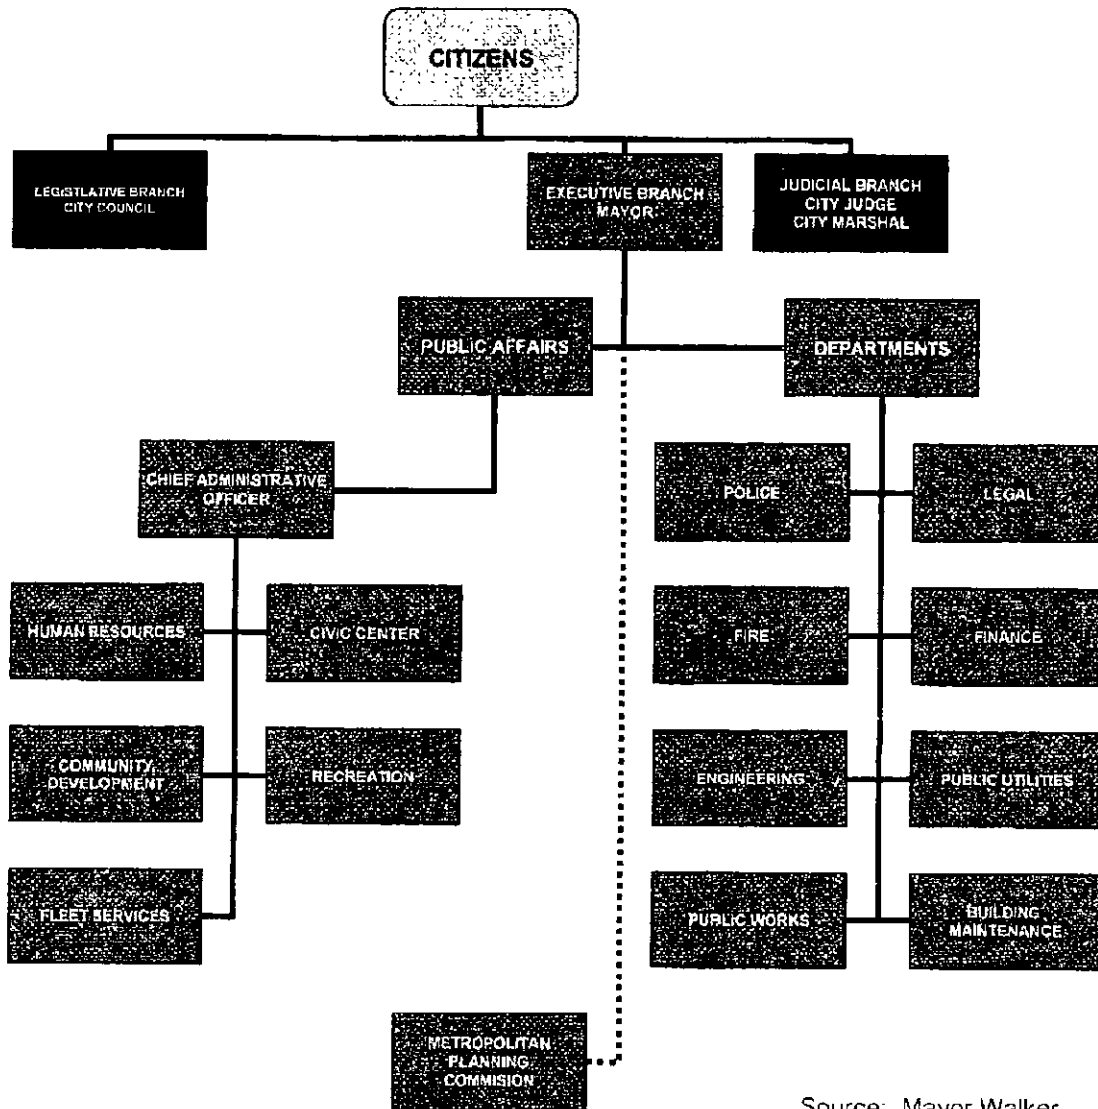 CITIZENS
LEGISTLATIVE BRANCH
CITY COUNCIL
EXECUTIVE BRANCH
MAYOR
JUDICIAL BRANCH
CITY JUDGE
CITY MARSHAL
PUBLIC AFFAIRS
DEPARTMENTS
CHIEF ADMINISTRATIVE
OFFICER
POLICE
LEGAL
HUMAN RESOURCES
CIVIC CENTER
FIRE
FINANCE
COMMUNITY
DEVELOPMENT
RECREATION
ENGINEERING
PUBLIC UTILITIES
FLEET SERVICES
PUBLIC WORKS
BUILDING
MAINTENANCE
METROPOLITAN
PLANNING
COMMISION
Source: Mayor Walker